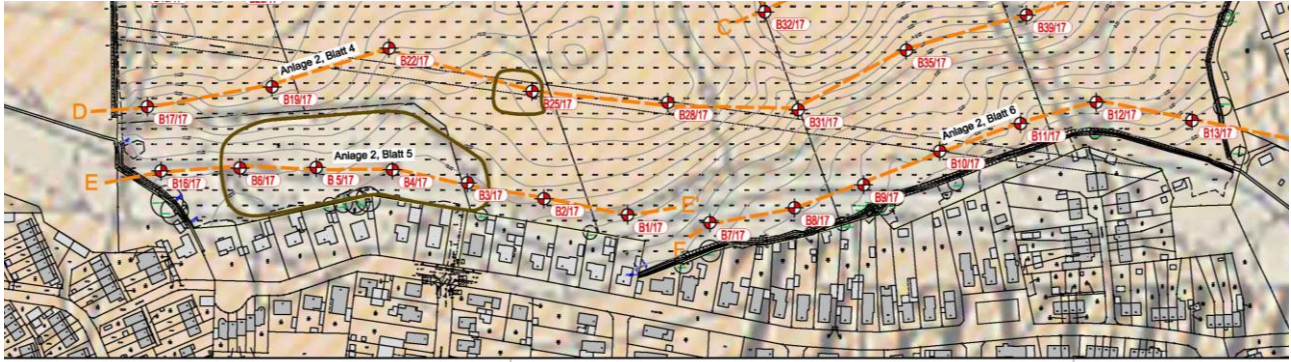 B32/17
B39/17
C
B35/17
Anlage 2, Blatt 4
B22/17
B19/17
D
B17/17
B25/17
B28/17
B31/17
Anlage 2, Blatt 6
B12/17
B11/17
B13/17
B10/17
Anlage 2, Blatt 5
E
B16/17
B6/17
B 5/17
B4/17
B3/17
B2/17
B9/17
E'
B8/17
B1/17
B7/17
F